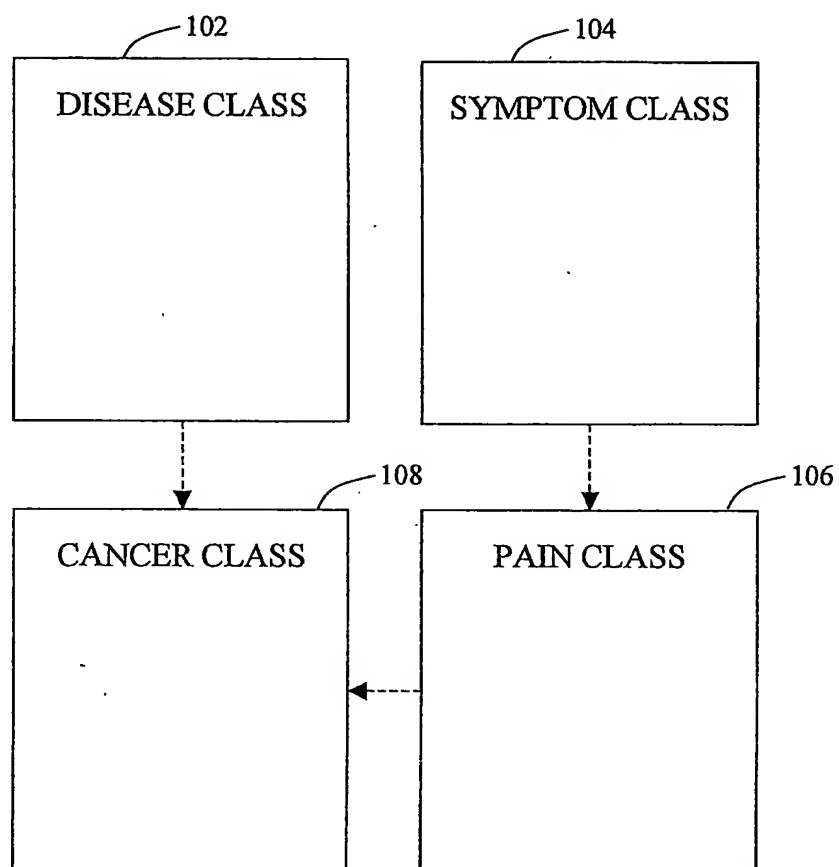 102
104
DISEASE CLASS
SYMPTOM CLASS
108
106
CANCER CLASS
PAIN CLASS